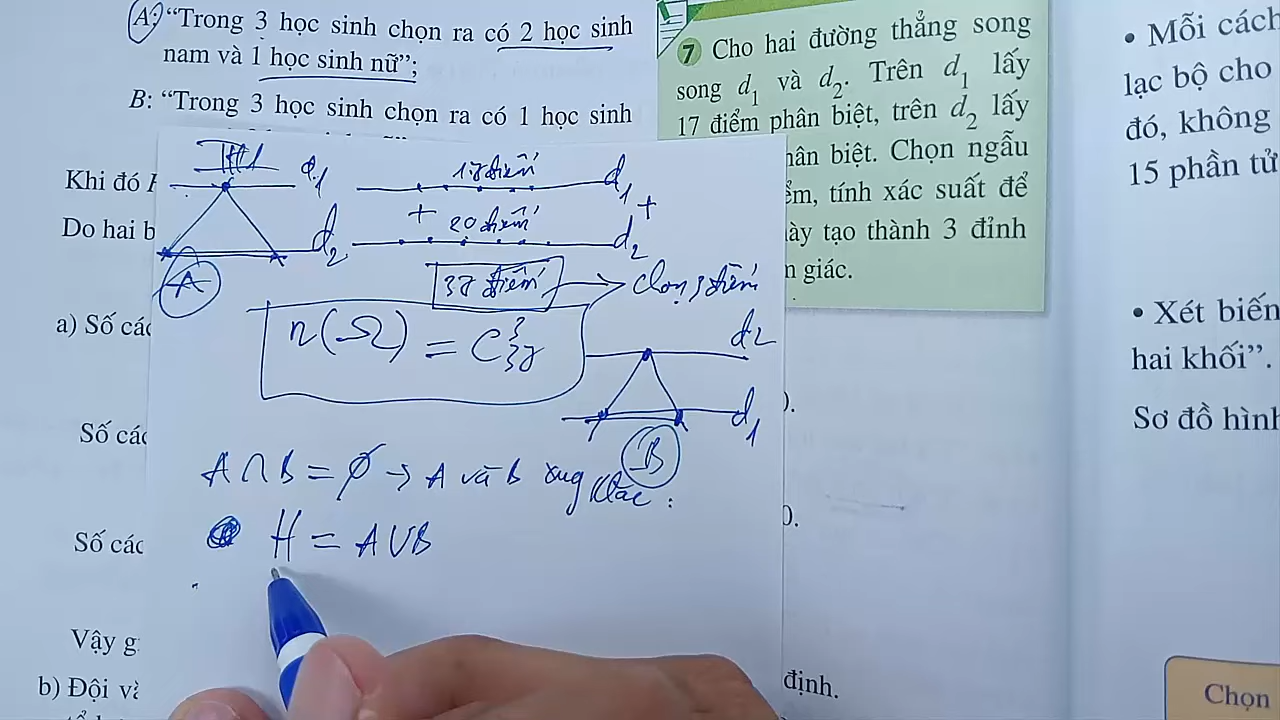 A: “Trong 3 học sinh chọn ra có 2 học sinh
nam và 1 học sinh nữ”;
B: “Trong 3 học sinh chọn ra có 1 học sinh
Khi đó
Do hai b
a) Số các
Số các
Số các
Vậy g
b) Đội
TH1
d1
17 điểm
d1
+
+
d2
20 điểm
d2
A
37 điểm
chọn 3 điểm
n(Ω) = C³₃₇
d2
d1
B
A ∩ B = ∅ → A và B xung khắc.
H = A ∪ B
7 Cho hai đường thẳng song
song d1 và d2. Trên d1 lấy
17 điểm phân biệt, trên d2 lấy
hân biệt. Chọn ngẫu
ểm, tính xác suất để
ày tạo thành 3 đỉnh
n giác.
).
0.
định.
• Mỗi cách
lạc bộ cho
đó, không
15 phần tử
• Xét biến
hai khối”.
Sơ đồ hình
Chọn